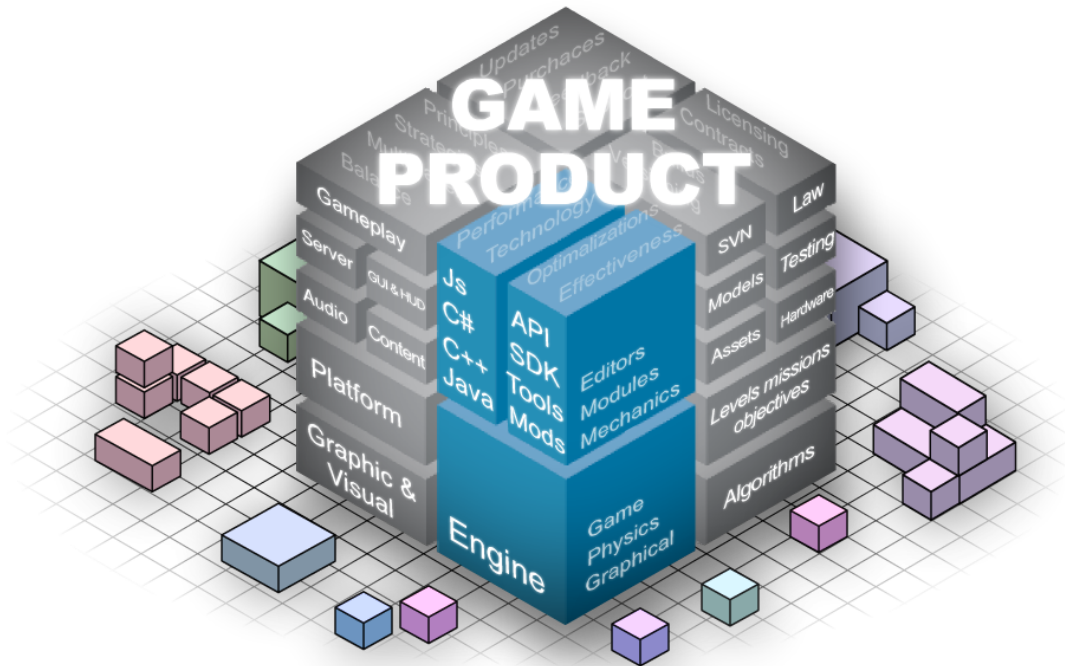 Updates
Purchaces
GAME
PRODUCT
Licensing
Contracts
Balance
Gameplay
Server
GUI & HUD
Audio
Content
Platform
Graphic &
Visual
Technology
Optimalizations
Effectiveness
Js
C#
C++
Java
API
SDK
Tools
Mods
Editors
Modules
Mechanics
Engine
Game
Physics
Graphical
SVN
Models
Assets
Law
Testing
Hardware
Levels missions
objectives
Algorithms